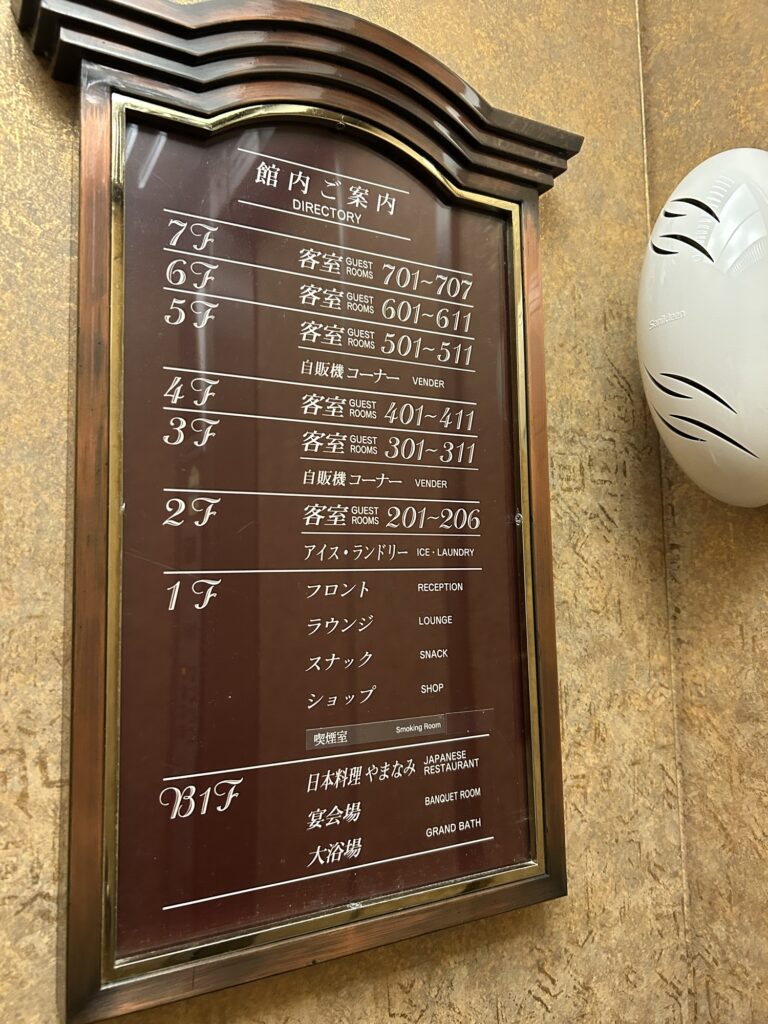 館内ご案内
DIRECTORY
7F 客室 GUEST ROOMS 701~707
6F 客室 GUEST ROOMS 601~611
5F 客室 GUEST ROOMS 501~511
自販機コーナー VENDER
4F 客室 GUEST ROOMS 401~411
3F 客室 GUEST ROOMS 301~311
自販機コーナー VENDER
2F 客室 GUEST ROOMS 201~206
アイス・ランドリー ICE・LAUNDRY
1F フロント RECEPTION
ラウンジ LOUNGE
スナック SNACK
ショップ SHOP
喫煙室 Smoking Room
B1F 日本料理 やまなみ JAPANESE RESTAURANT
宴会場 BANQUET ROOM
大浴場 GRAND BATH